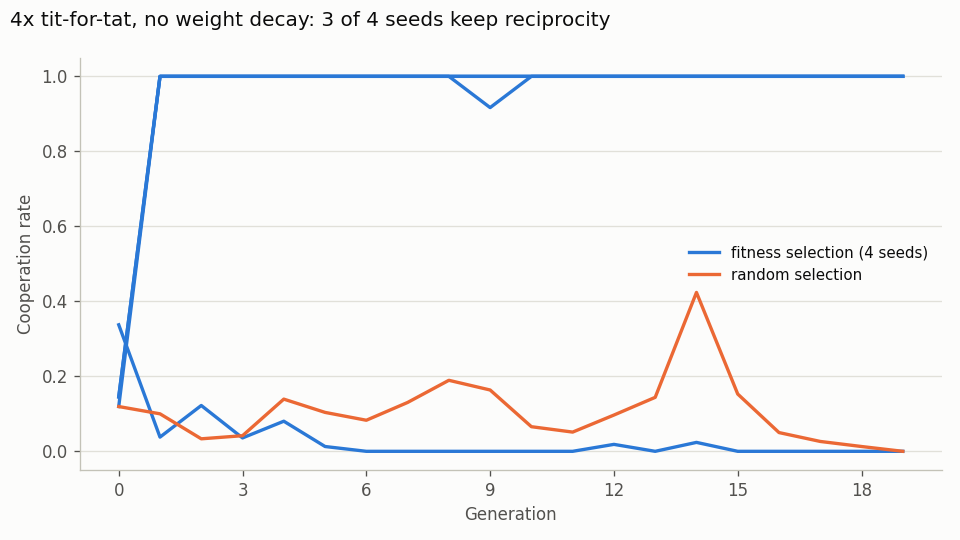 4x tit-for-tat, no weight decay: 3 of 4 seeds keep reciprocity
1.0
0.8
0.6
0.4
0.2
0.0
Cooperation rate
fitness selection (4 seeds)
random selection
0 3 6 9 12 15 18
Generation